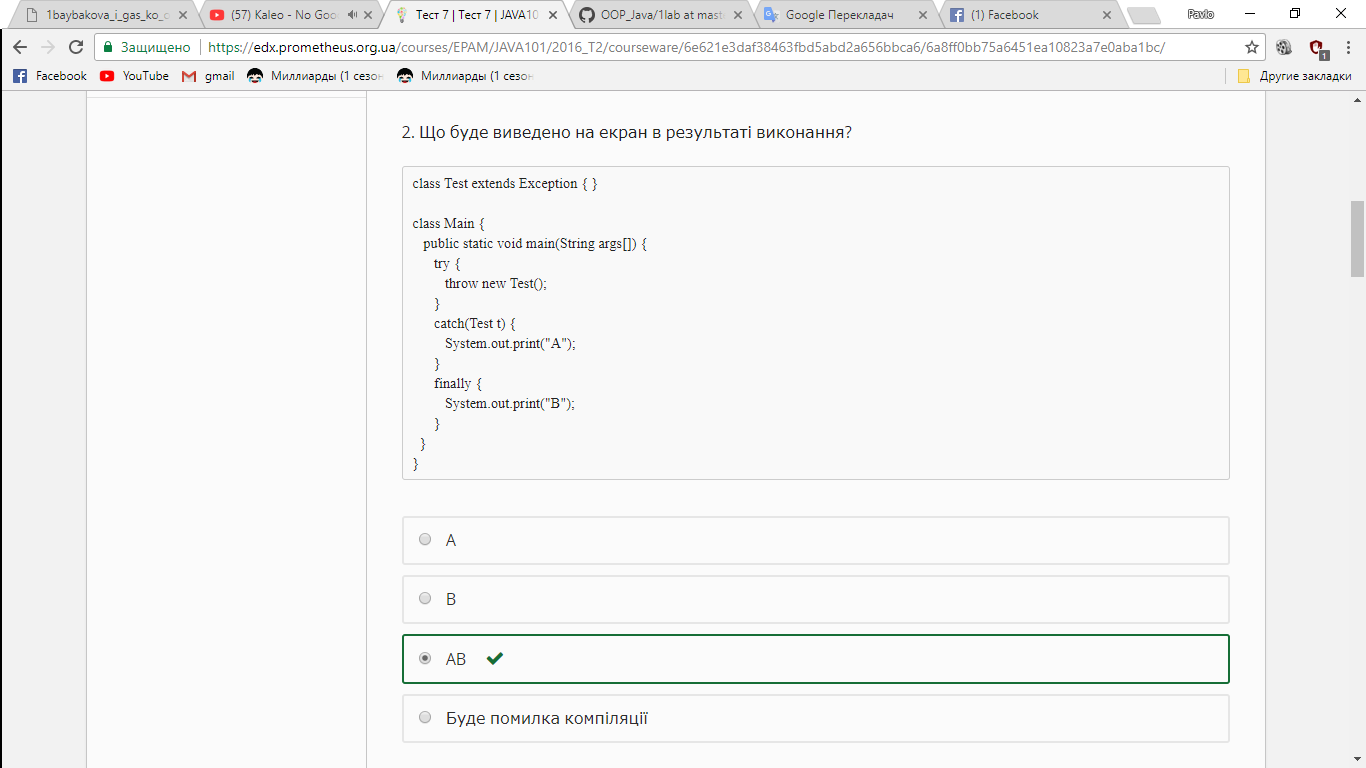 1baybakova_i_gas_ko_o
(57) Kaleo - No Goo
Тест 7 | Тест 7 | JAVA10
OOP_Java/1lab at mast
Google Перекладач
(1) Facebook
Pavlo
Защищено
https://edx.prometheus.org.ua/courses/EPAM/JAVA101/2016_T2/courseware/6e621e3daf38463fbd5abd2a656bbca6/6a8ff0bb75a6451ea10823a7e0aba1bc/
1
Facebook
YouTube
gmail
Миллиарды (1 сезон
Миллиарды (1 сезон
Другие закладки
2. Що буде виведено на екран в результаті виконання?
class Test extends Exception { }
class Main {
public static void main(String args[]) {
try {
throw new Test();
}
catch(Test t) {
System.out.print("A");
}
finally {
System.out.print("B");
}
}
}
A
B
AB
Буде помилка компіляції